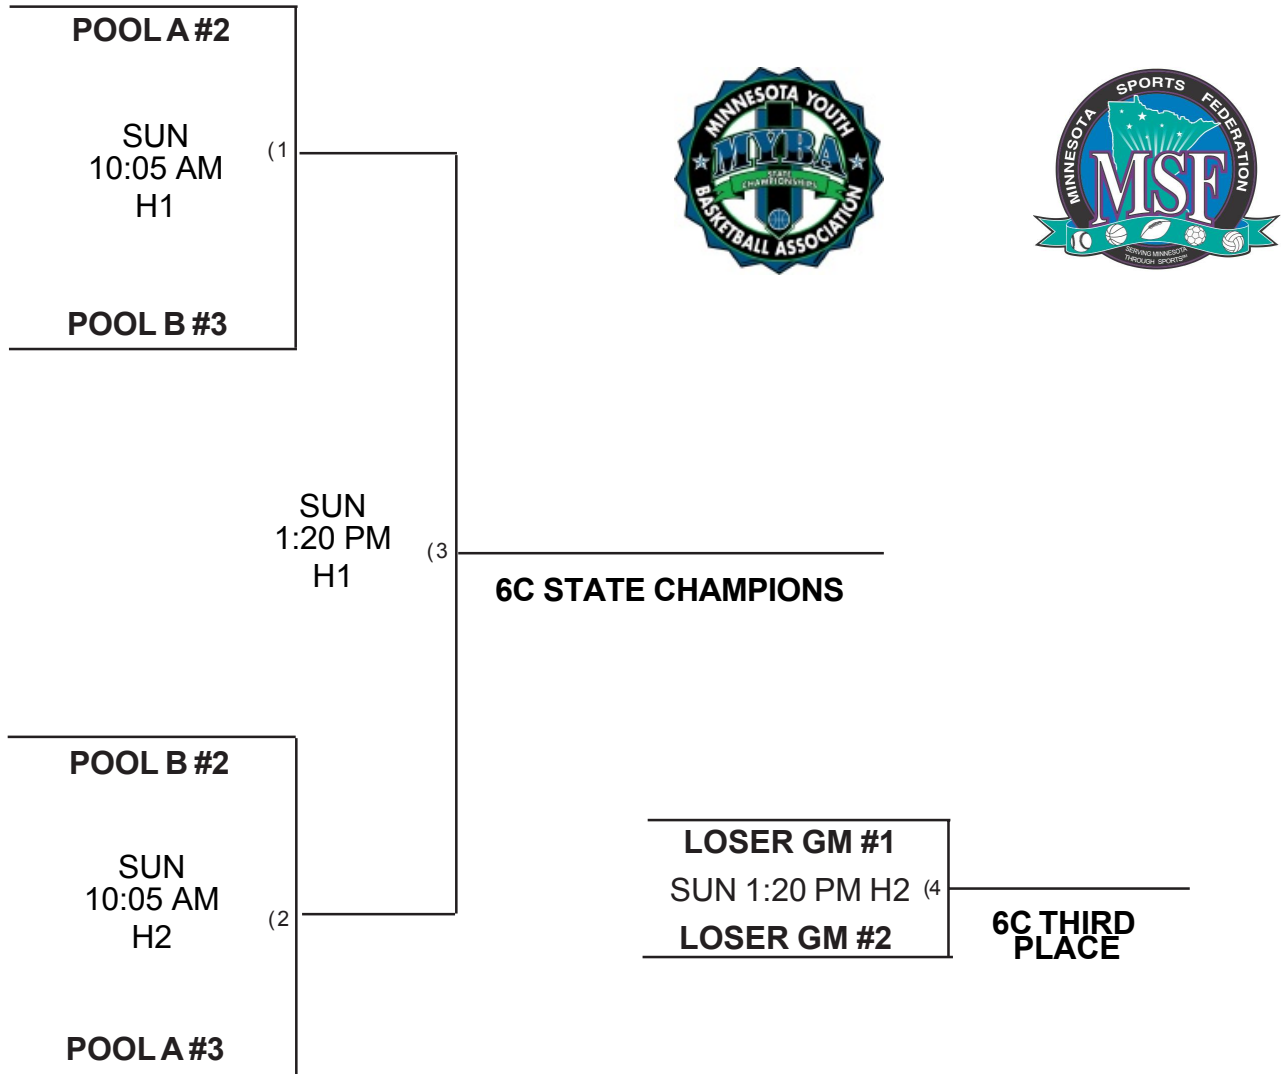 POOL A #2
SUN
10:05 AM
H1
(1
POOL B #3
MINNESOTA YOUTH
MYBA
STATE
CHAMPIONSHIPS
BASKETBALL ASSOCIATION
MINNESOTA SPORTS FEDERATION
MSF
SERVING MINNESOTA
THROUGH SPORTS℠
SUN
1:20 PM
H1
(3
6C STATE CHAMPIONS
POOL B #2
SUN
10:05 AM
H2
(2
POOL A #3
LOSER GM #1
SUN 1:20 PM H2 (4
LOSER GM #2
6C THIRD
PLACE